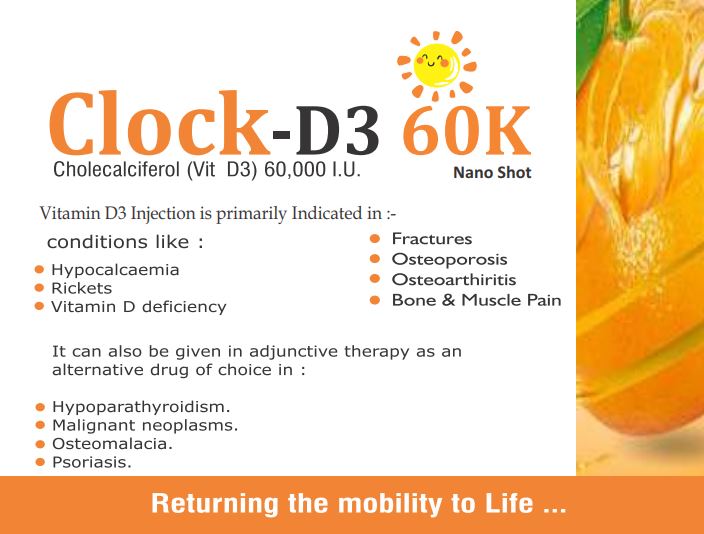 Clock-D3 60K
Cholecalciferol (Vit D3) 60,000 I.U.
Nano Shot
Vitamin D3 Injection is primarily Indicated in :-
conditions like :
Hypocalcaemia
Rickets
Vitamin D deficiency
Fractures
Osteoporosis
Osteoarthiritis
Bone & Muscle Pain
It can also be given in adjunctive therapy as an
alternative drug of choice in :
Hypoparathyroidism.
Malignant neoplasms.
Osteomalacia.
Psoriasis.
Returning the mobility to Life ...